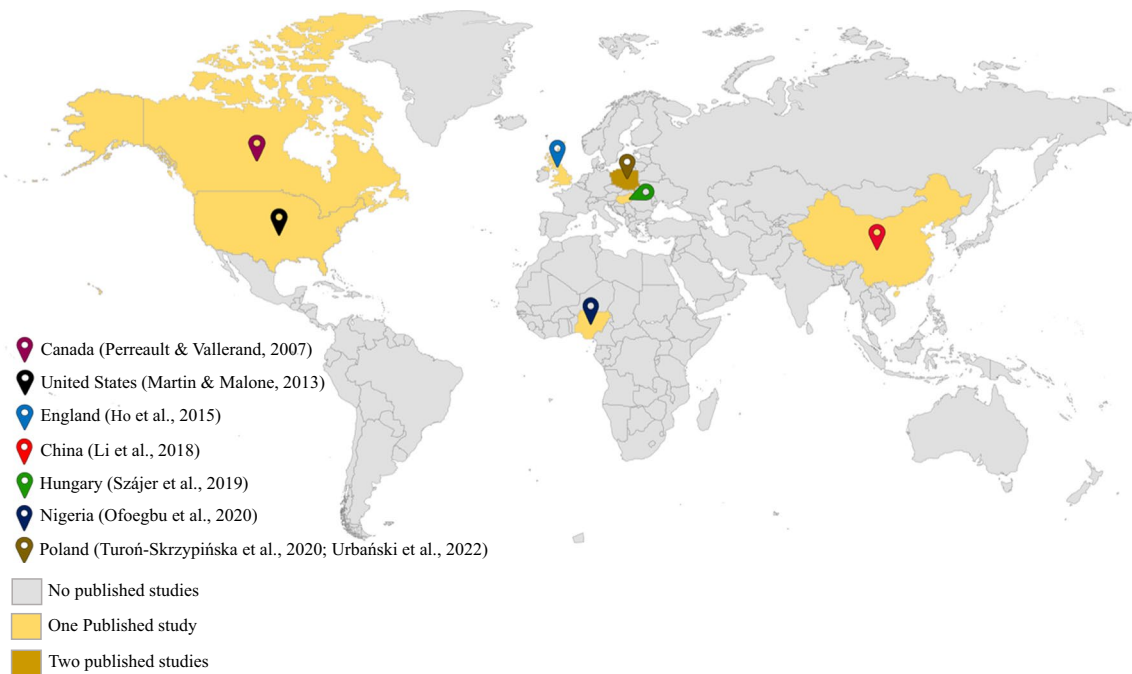 Canada (Perreault & Vallerand, 2007)
United States (Martin & Malone, 2013)
England (Ho et al., 2015)
China (Li et al., 2018)
Hungary (Szájer et al., 2019)
Nigeria (Ofoegbu et al., 2020)
Poland (Turoń-Skrzypińska et al., 2020; Urbański et al., 2022)
No published studies
One Published study
Two published studies